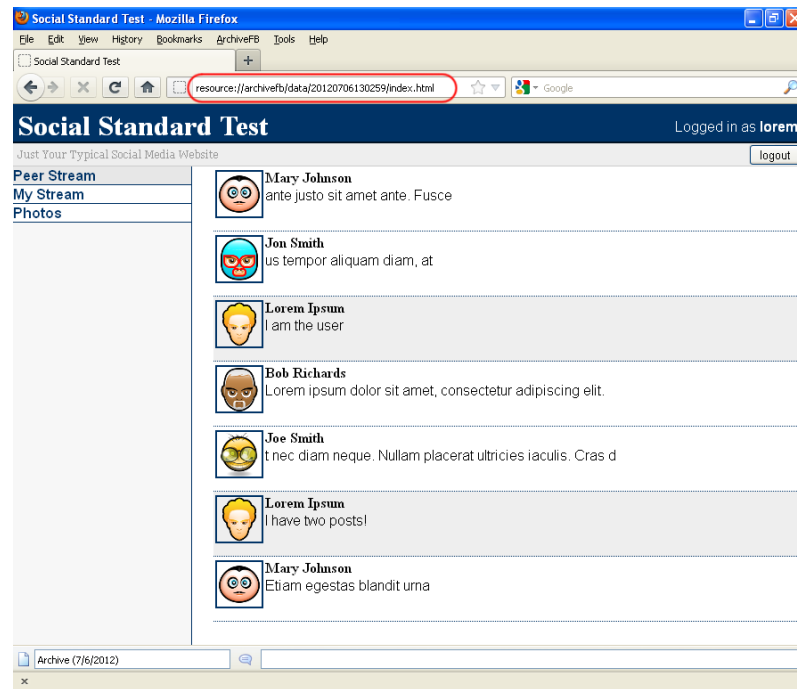 Social Standard Test - Mozilla Firefox
File Edit View History Bookmarks ArchiveFB Tools Help
Social Standard Test
resource://archivefb/data/20120706130259/index.html
Google
Social Standard Test
Logged in as lorem
Just Your Typical Social Media Website
logout
Peer Stream
My Stream
Photos
Mary Johnson
ante justo sit amet ante. Fusce
Jon Smith
us tempor aliquam diam, at
Lorem Ipsum
I am the user
Bob Richards
Lorem ipsum dolor sit amet, consectetur adipiscing elit.
Joe Smith
t nec diam neque. Nullam placerat ultricies iaculis. Cras d
Lorem Ipsum
I have two posts!
Mary Johnson
Etiam egestas blandit urna
Archive (7/6/2012)
x